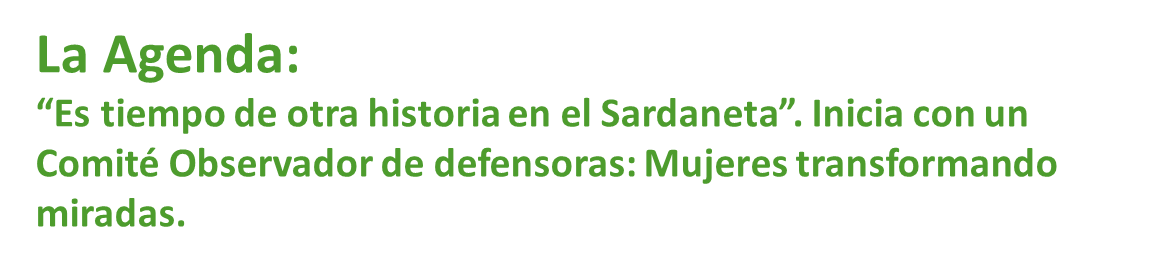 La Agenda:
“Es tiempo de otra historia en el Sardaneta”. Inicia con un
Comité Observador de defensoras: Mujeres transformando
miradas.